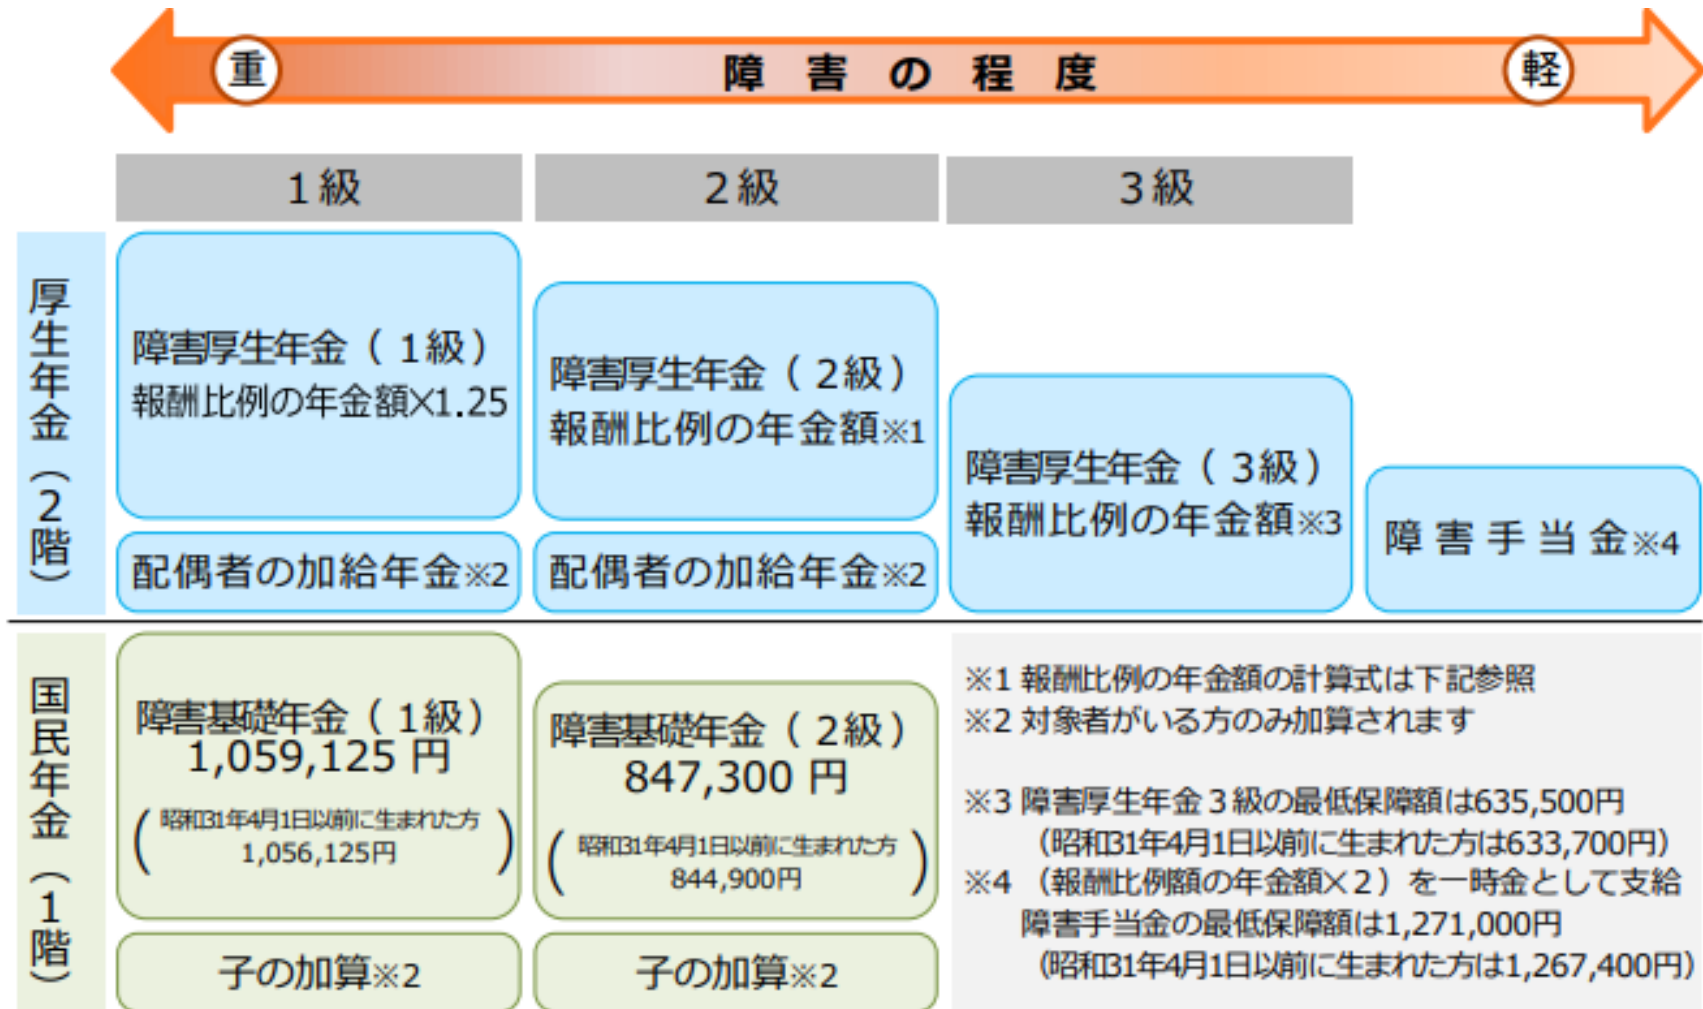 重
障害の程度
軽
1級
2級
3級
厚生年金（2階）
障害厚生年金（1級）
報酬比例の年金額×1.25
配偶者の加給年金※2
障害厚生年金（2級）
報酬比例の年金額※1
配偶者の加給年金※2
障害厚生年金（3級）
報酬比例の年金額※3
障害手当金※4
国民年金（1階）
障害基礎年金（1級）
1,059,125円
（昭和31年4月1日以前に生まれた方
1,056,125円）
子の加算※2
障害基礎年金（2級）
847,300円
（昭和31年4月1日以前に生まれた方
844,900円）
子の加算※2
※1 報酬比例の年金額の計算式は下記参照
※2 対象者がいる方のみ加算されます
※3 障害厚生年金3級の最低保障額は635,500円
（昭和31年4月1日以前に生まれた方は633,700円）
※4 （報酬比例額の年金額×2）を一時金として支給
障害手当金の最低保障額は1,271,000円
（昭和31年4月1日以前に生まれた方は1,267,400円）